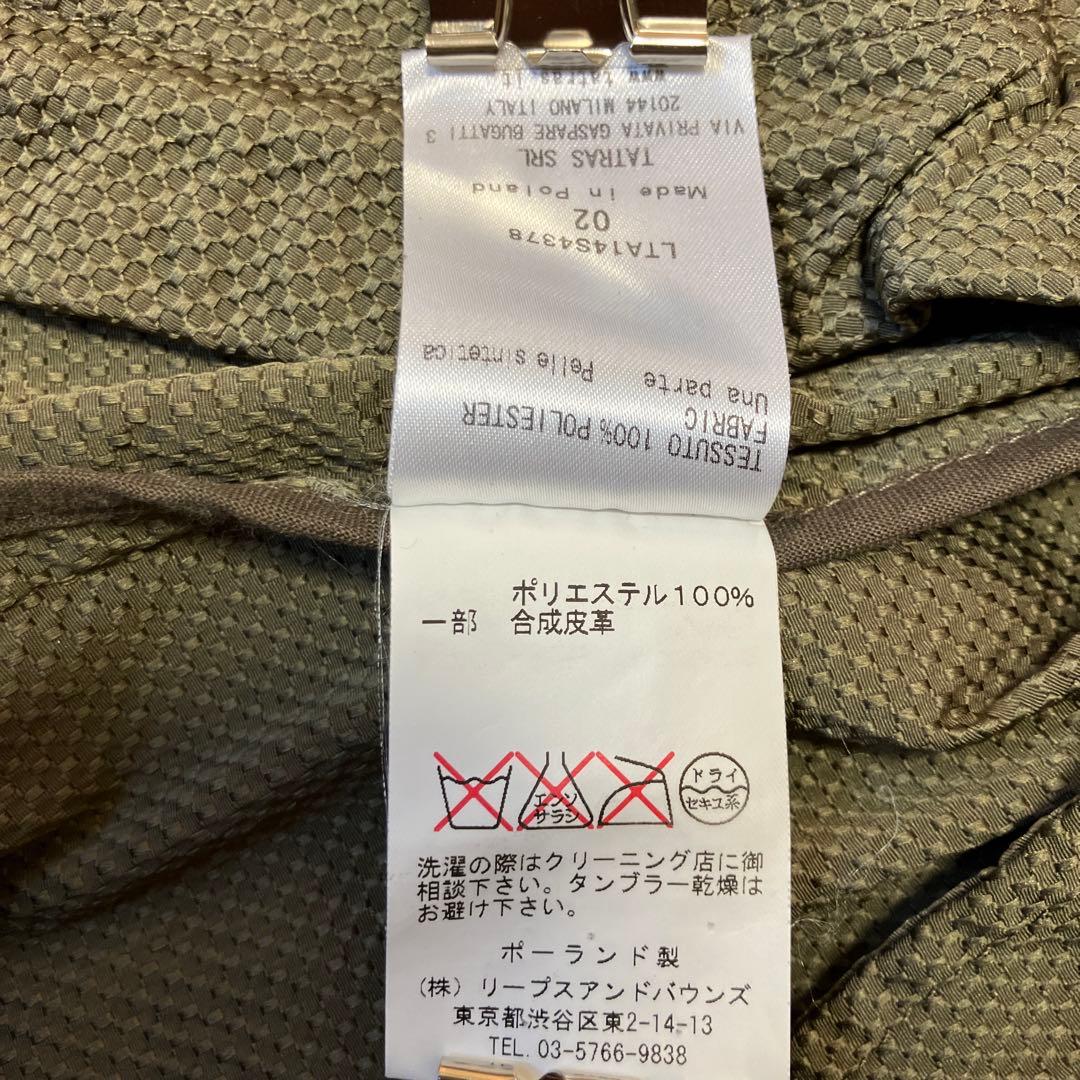 TESSUTO 100% POLIESTER
FABRIC
Una parte Pelle sintetica
LTA14S4378
02
Made in Poland
TATRAS SRL
VIA PRIVATA GASPARE BUGATTI 3
20144 MILANO ITALY
www.tatras.it
ポリエステル100%
一部 合成皮革
エンソ
サラシ
ドライ
セキユ系
洗濯の際はクリーニング店に御
相談下さい。タンブラー乾燥は
お避け下さい。
ポーランド製
(株) リープスアンドバウンズ
東京都渋谷区東2-14-13
TEL. 03-5766-9838